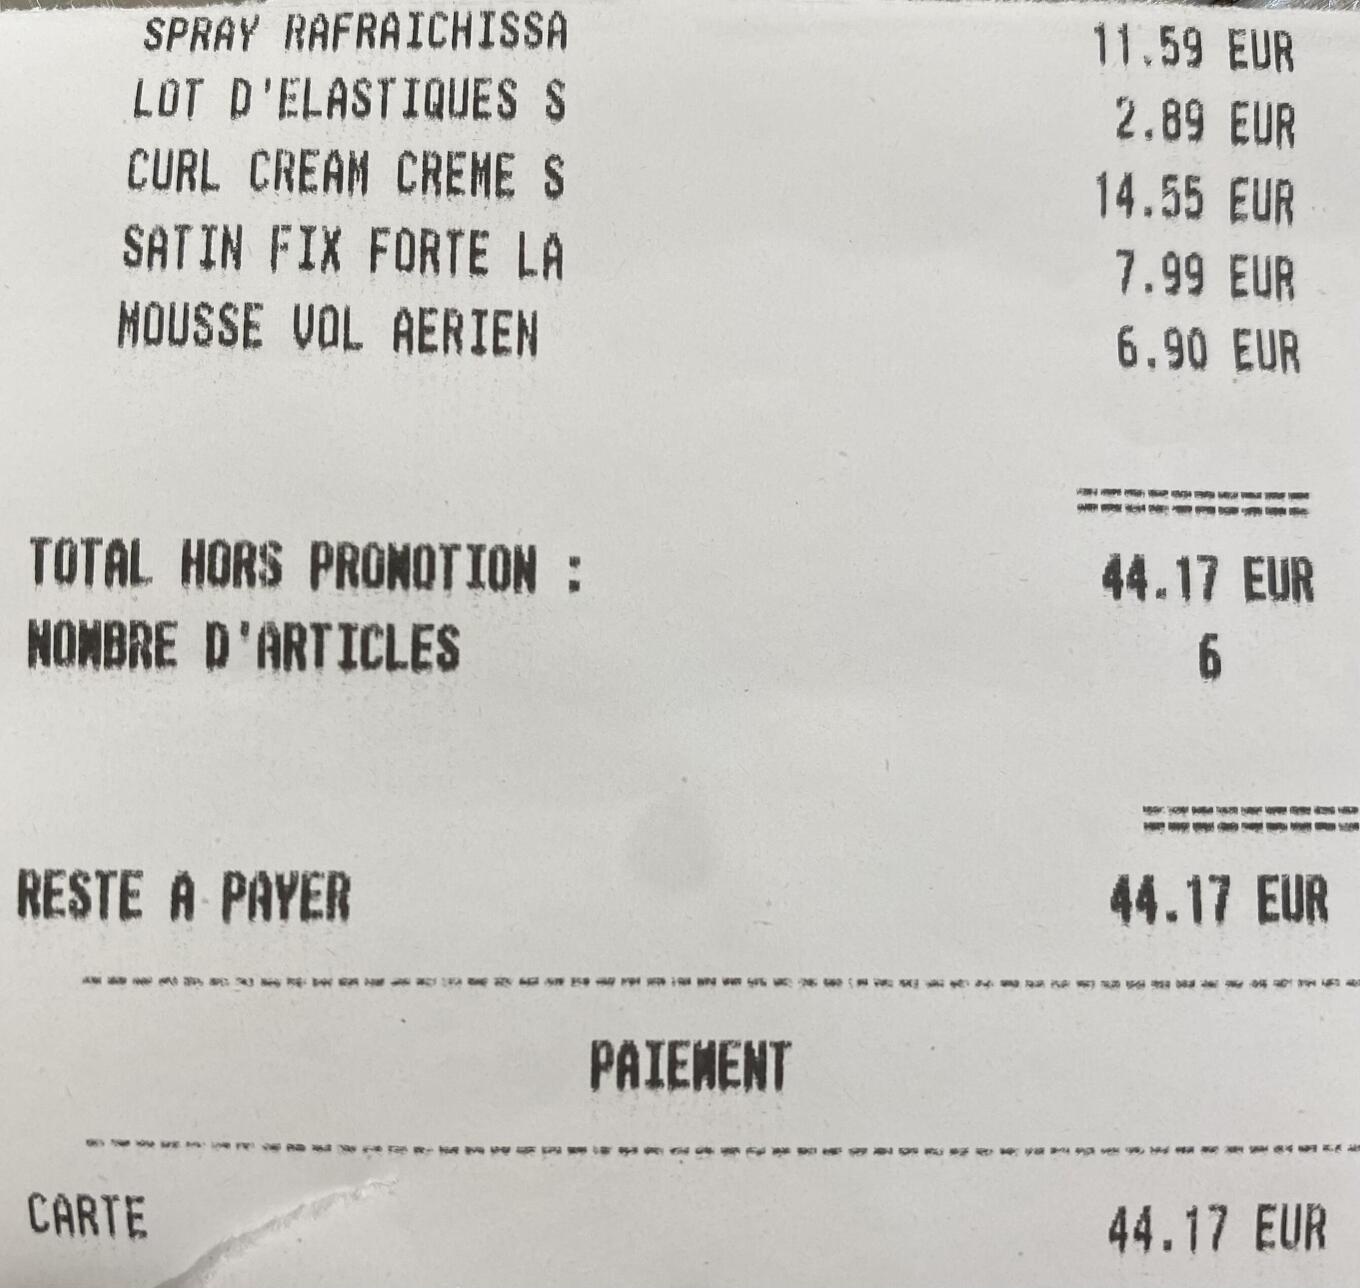 SPRAY RAFRAICHISSA 11.59 EUR
LOT D'ELASTIQUES S 2.89 EUR
CURL CREAM CREME S 14.55 EUR
SATIN FIX FORTE LA 7.99 EUR
MOUSSE VOL AERIEN 6.90 EUR
==========
TOTAL HORS PROMOTION : 44.17 EUR
NOMBRE D'ARTICLES 6
==========
RESTE A PAYER 44.17 EUR
PAIEMENT
CARTE 44.17 EUR